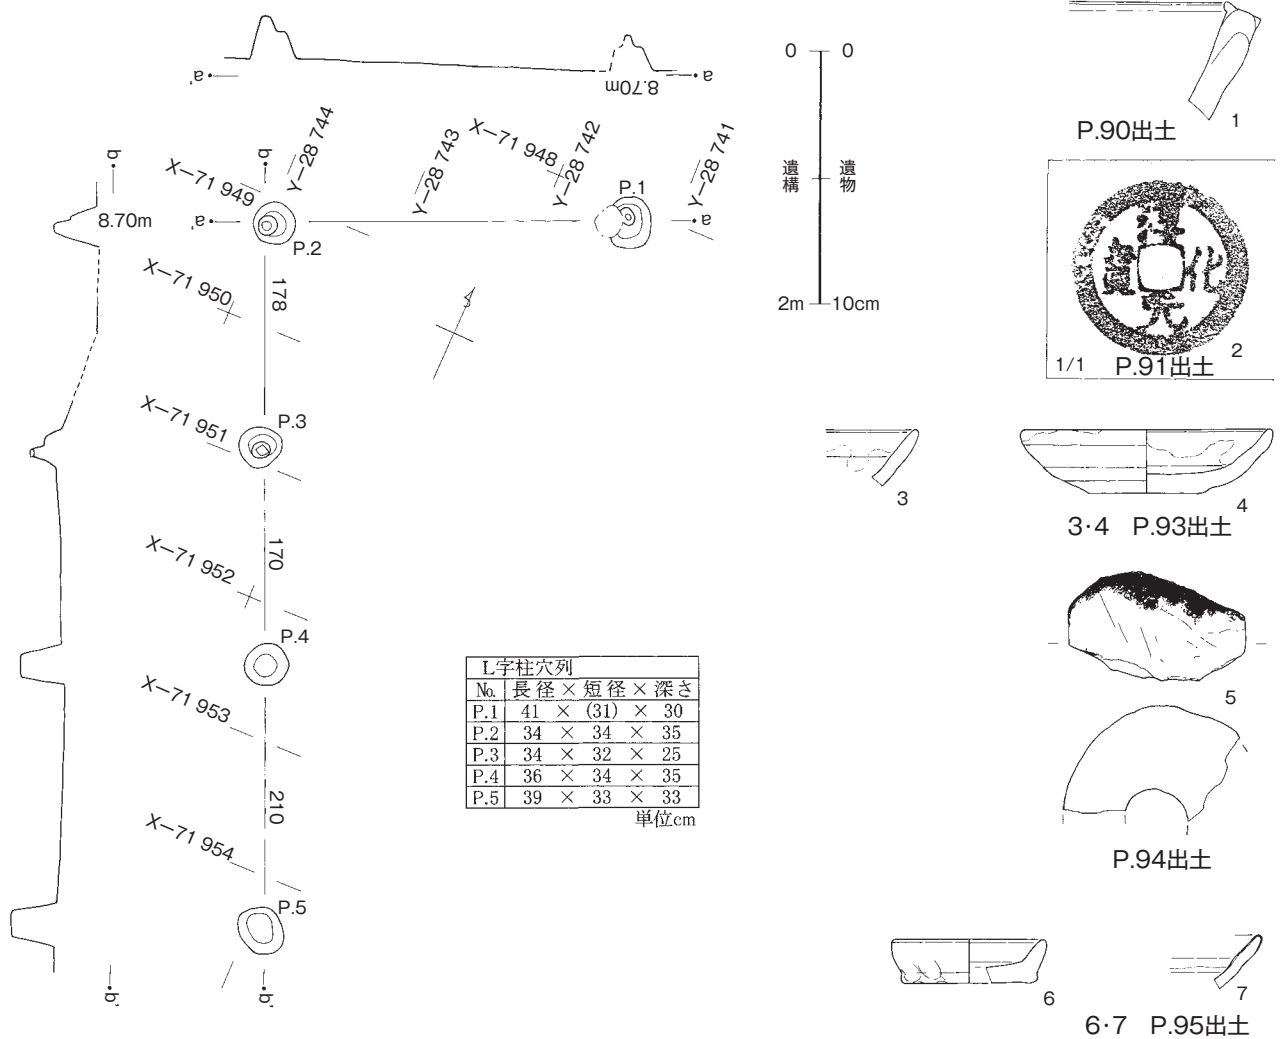 a'
8.70m
a
0 0
遺構
遺物
2m 10cm
1
P.90出土
b
b
X−71 949
Y−28 744
Y−28 743
X−71 948
Y−28 742
Y−28 741
8.70m
a'
P.2
P.1
a
淳化元寳
2
1/1
P.91出土
X−71 950
178
X−71 951
P.3
3
4
3·4 P.93出土
X−71 952
170
P.4
5
P.94出土
X−71 953
210
X−71 954
P.5
b'
b'
L字柱穴列
№ 長径 × 短径 × 深さ
P.1 41 × (31) × 30
P.2 34 × 34 × 35
P.3 34 × 32 × 25
P.4 36 × 34 × 35
P.5 39 × 33 × 33
単位cm
6
7
6·7 P.95出土